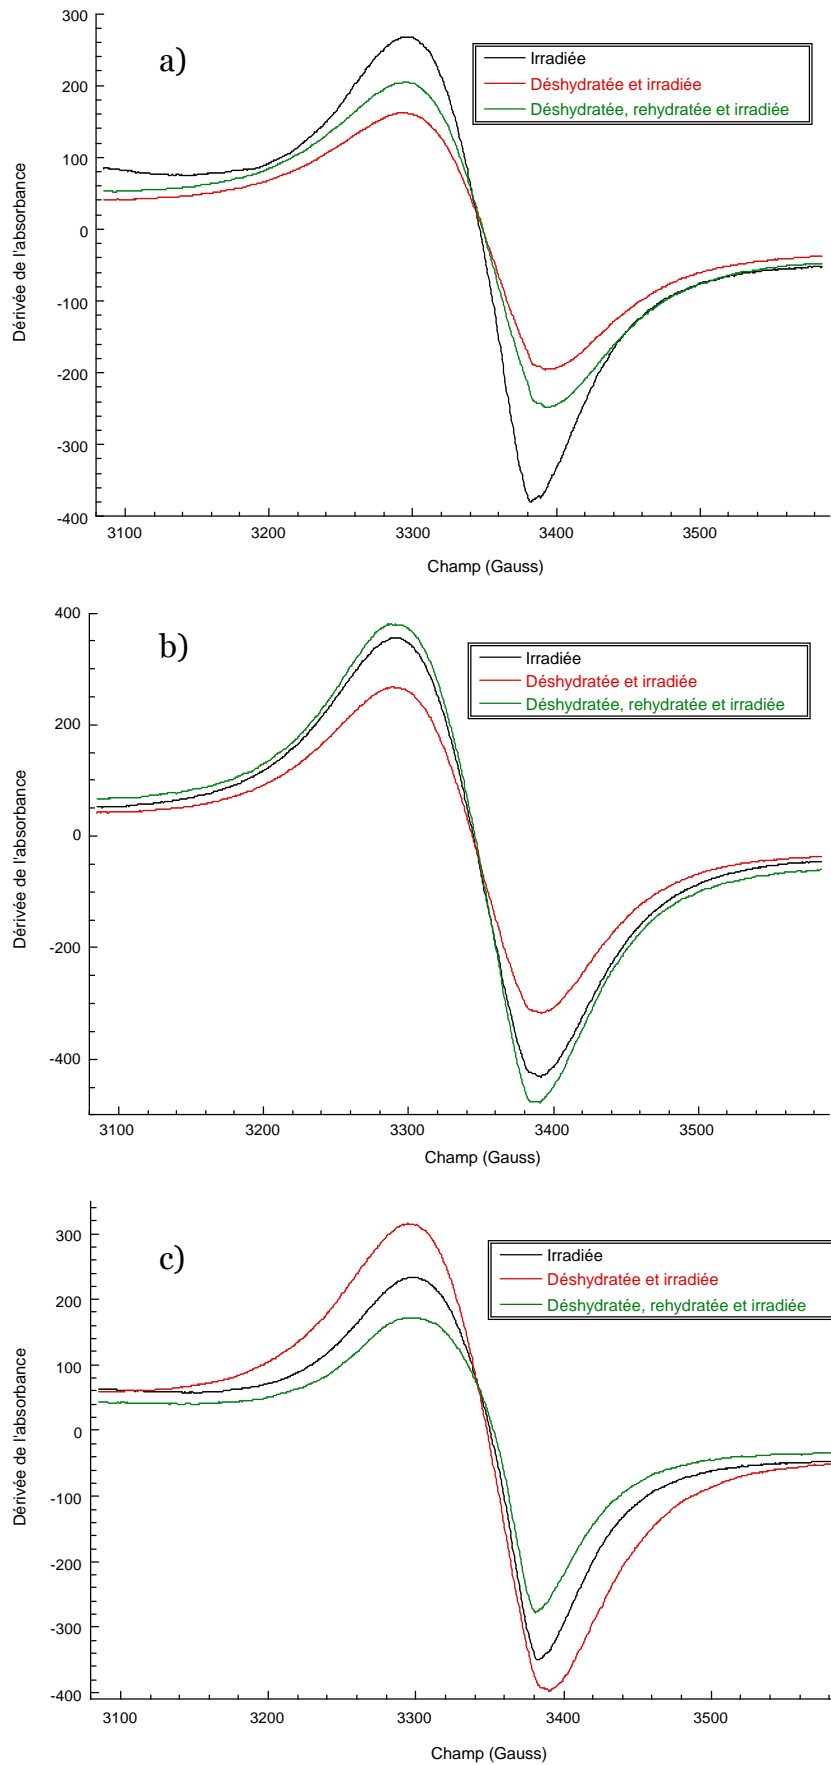 a)
Irradiée
Déshydratée et irradiée
Déshydratée, rehydratée et irradiée
300
200
100
0
-100
-200
-300
-400
Dérivée de l'absorbance
3100 3200 3300 3400 3500
Champ (Gauss)
b)
Irradiée
Déshydratée et irradiée
Déshydratée, rehydratée et irradiée
400
200
0
-200
-400
Dérivée de l'absorbance
3100 3200 3300 3400 3500
Champ (Gauss)
c)
Irradiée
Déshydratée et irradiée
Déshydratée, rehydratée et irradiée
300
200
100
0
-100
-200
-300
-400
Dérivée de l'absorbance
3100 3200 3300 3400 3500
Champ (Gauss)